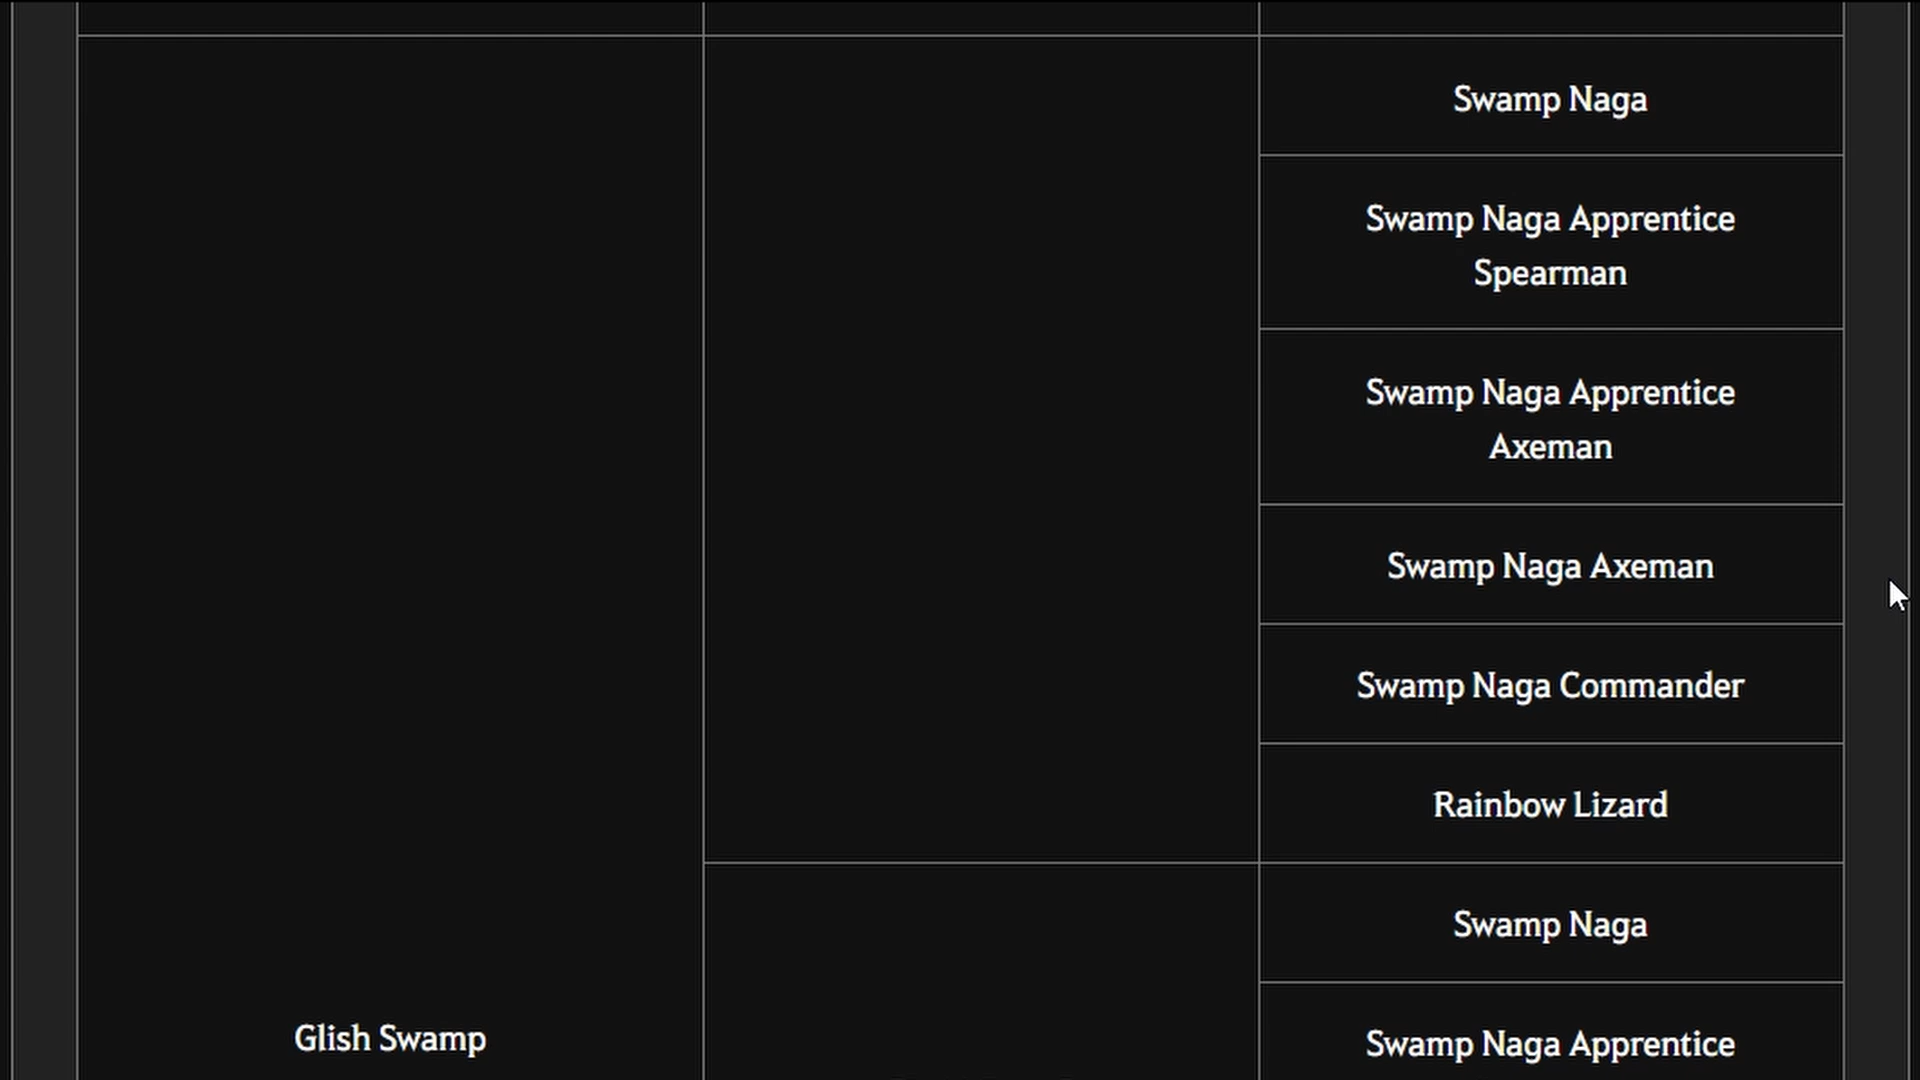 Swamp Naga
Swamp Naga Apprentice
Spearman
Swamp Naga Apprentice
Axeman
Swamp Naga Axeman
Swamp Naga Commander
Rainbow Lizard
Swamp Naga
Glish Swamp
Swamp Naga Apprentice